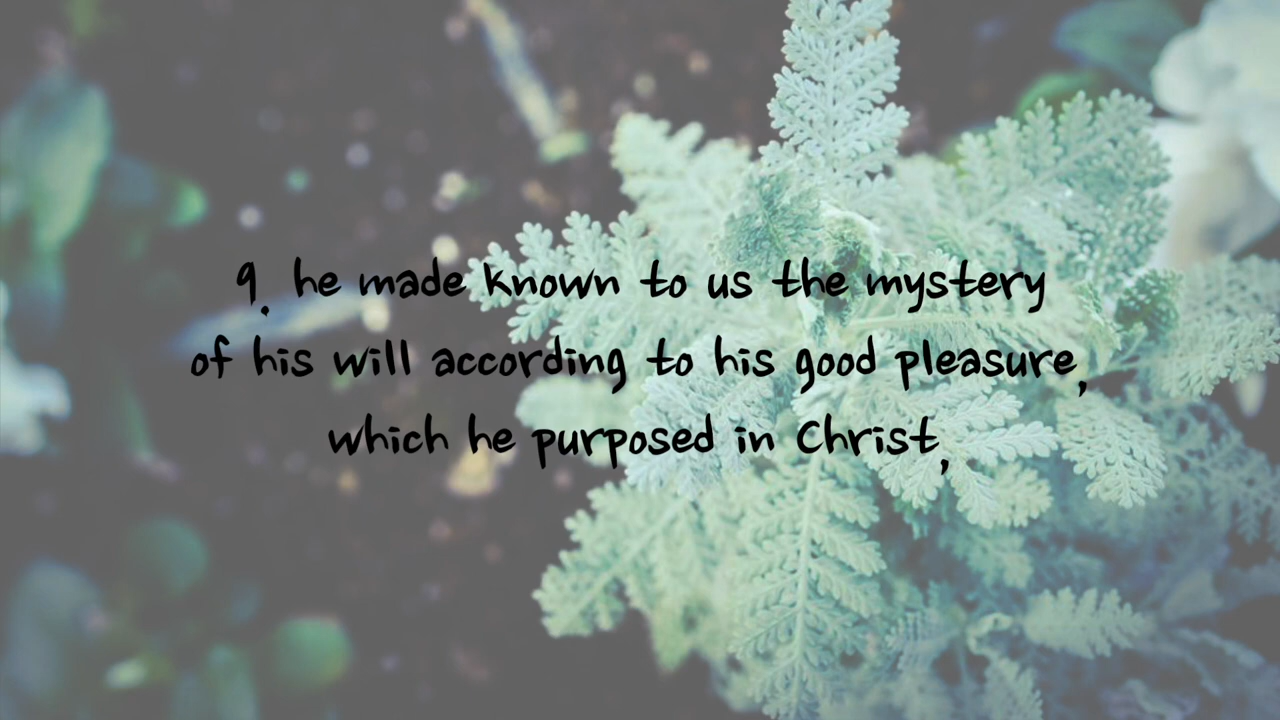 9. he made known to us the mystery
of his will according to his good pleasure,
which he purposed in Christ,